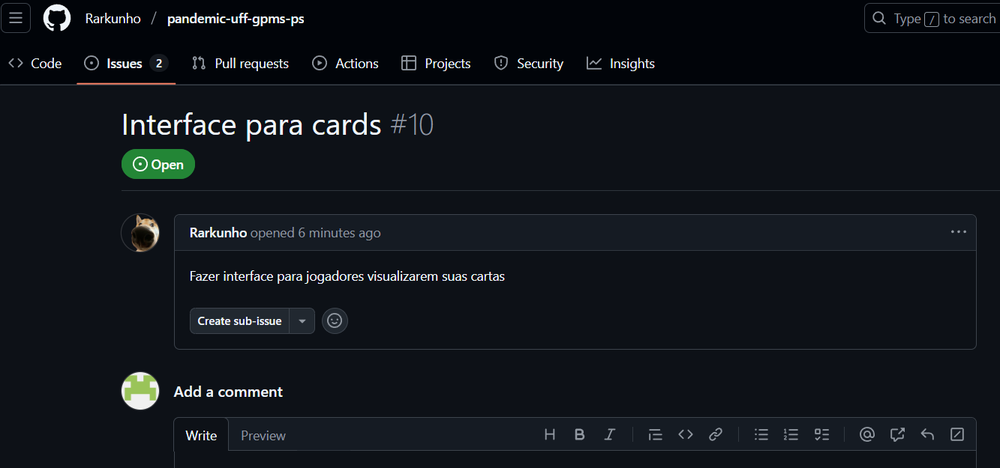 Rarkunho / pandemic-uff-gpms-ps Type / to search
Code Issues 2 Pull requests Actions Projects Security Insights
Interface para cards #10
Open
Rarkunho opened 6 minutes ago
Fazer interface para jogadores visualizarem suas cartas
Create sub-issue
Add a comment
Write Preview